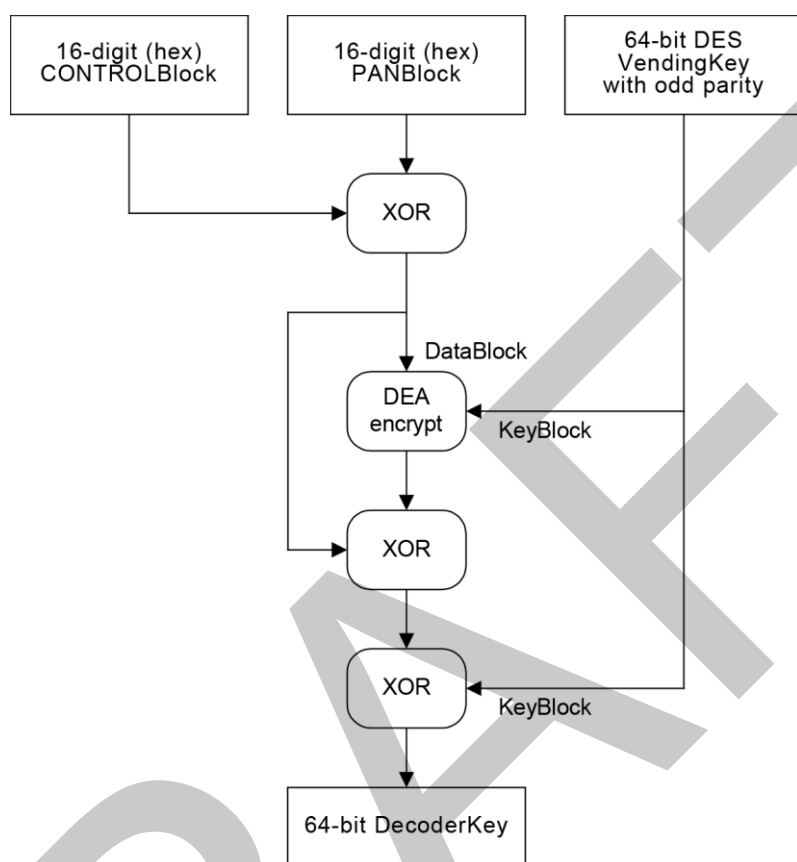 16-digit (hex)
CONTROLBlock
16-digit (hex)
PANBlock
64-bit DES
VendingKey
with odd parity
XOR
DataBlock
DEA
encrypt
KeyBlock
XOR
XOR
KeyBlock
64-bit DecoderKey